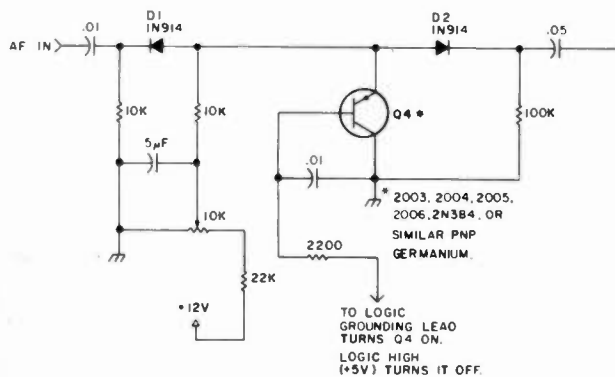 AF IN
.01
D1
1N914
D2
1N914
.05
10K
10K
5µF
10K
22K
+12V
Q4*
.01
2200
100K
* 2003, 2004, 2005,
2006, 2N384, OR
SIMILAR PNP
GERMANIUM.
TO LOGIC
GROUNDING LEAD
TURNS Q4 ON.
LOGIC HIGH
(+5V) TURNS IT OFF.